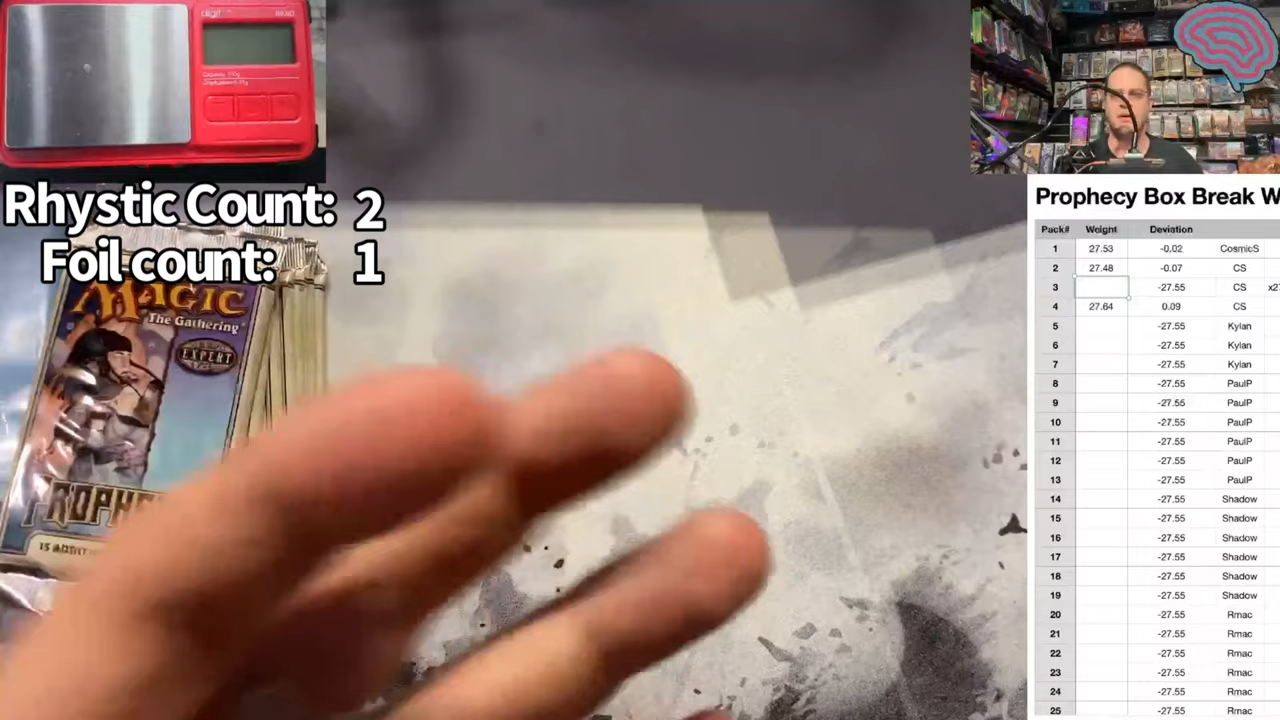 Rhystic Count: 2
Foil count: 1
MAGIC
The Gathering
EXPERT
Prophecy Box Break W
Pack# Weight Deviation
1 27.53 -0.02 CosmicS
2 27.48 -0.07 CS
3 -27.55 CS x27
4 27.64 0.09 CS
5 -27.55 Kylan
6 -27.55 Kylan
7 -27.55 Kylan
8 -27.55 PaulP
9 -27.55 PaulP
10 -27.55 PaulP
11 -27.55 PaulP
12 -27.55 PaulP
13 -27.55 PaulP
14 -27.55 Shadow
15 -27.55 Shadow
16 -27.55 Shadow
17 -27.55 Shadow
18 -27.55 Shadow
19 -27.55 Shadow
20 -27.55 Rmac
21 -27.55 Rmac
22 -27.55 Rmac
23 -27.55 Rmac
24 -27.55 Rmac
25 -27.55 Rmac